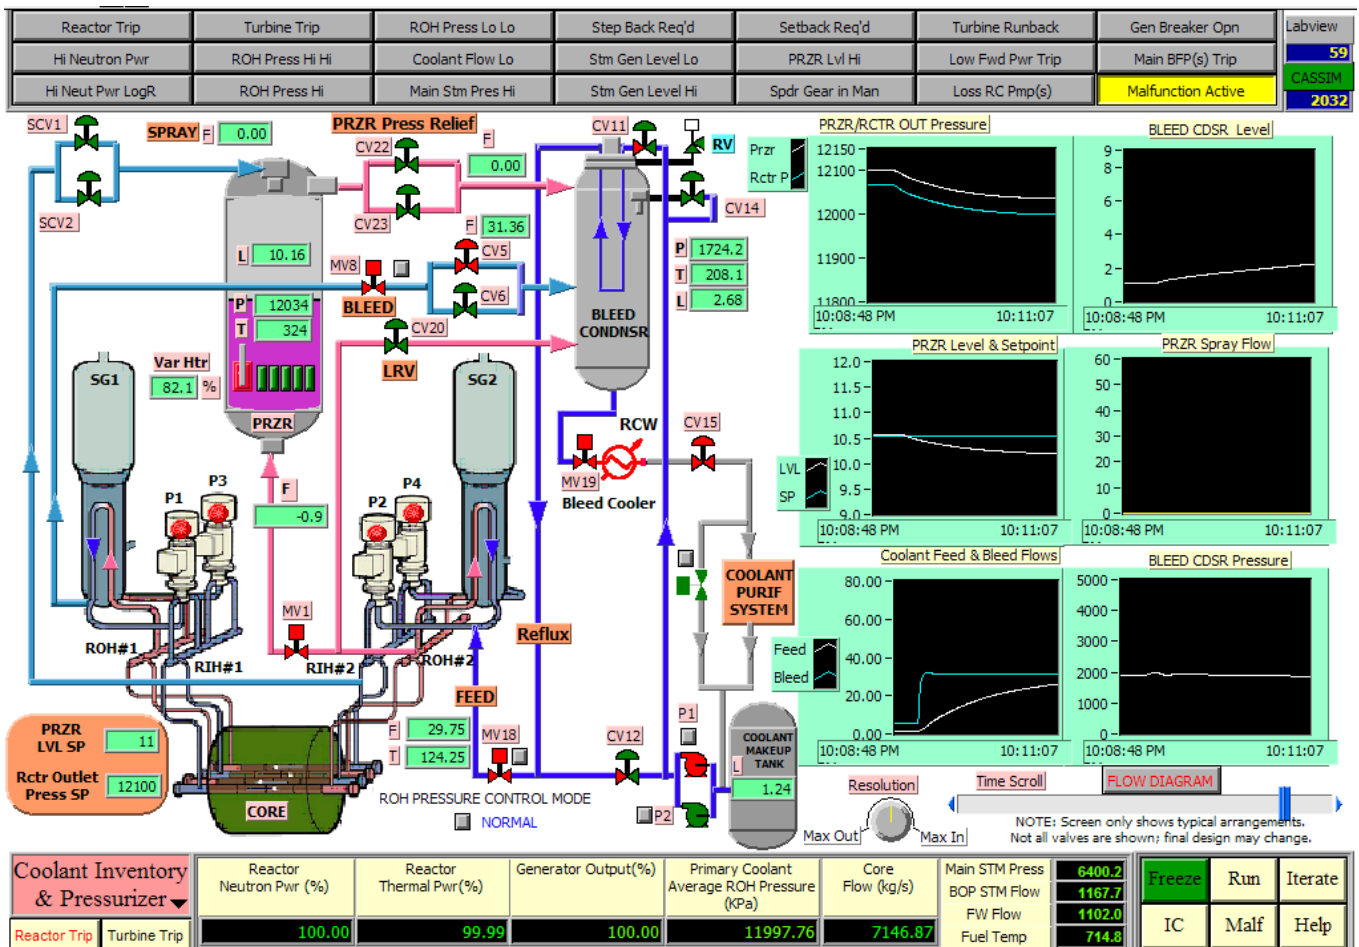 Reactor Trip Turbine Trip ROH Press Lo Lo Step Back Req'd Setback Req'd Turbine Runback Gen Breaker Opn Labview
Hi Neutron Pwr ROH Press Hi Hi Coolant Flow Lo Stm Gen Level Lo PRZR Lvl Hi Low Fwd Pwr Trip Main BFP(s) Trip 59
CASSIM
Hi Neut Pwr LogR ROH Press Hi Main Stm Pres Hi Stm Gen Level Hi Spdr Gear in Man Loss RC Pmp(s) Malfunction Active 2032
SCV1
SPRAY F 0.00
PRZR Press Relief
CV22
F
0.00
CV11
RV
SCV2
CV23
CV14
F 31.36
L 10.16
MV8
CV5
P 1724.2
T 208.1
L 2.68
P 12034
T 324
BLEED
CV6
BLEED
CONDNSR
CV20
LRV
SG1
Var Htr
82.1 %
SG2
PRZR
RCW
CV15
MV19
Bleed Cooler
F
-0.9
P1
P3
P2
P4
COOLANT
PURIF
SYSTEM
MV1
Reflux
ROH#1
RIH#1
RIH#2
ROH#2
FEED
PRZR
LVL SP 11
Rctr Outlet
Press SP 12100
CORE
F 29.75
T 124.25
MV18
CV12
P1
P2
COOLANT
MAKEUP
TANK
L
1.24
ROH PRESSURE CONTROL MODE
NORMAL
PRZR/RCTR OUT Pressure
Przr
Rctr P
12150
12100
12000
11900
11800
10:08:48 PM 10:11:07
BLEED CDSR Level
9
8
6
4
2
0
10:08:48 PM 10:11:07
PRZR Level & Setpoint
12.0
11.5
11.0
10.5
10.0
9.5
9.0
LVL
SP
10:08:48 PM 10:11:07
PRZR Spray Flow
60
50
40
30
20
10
0
10:08:48 PM 10:11:07
Coolant Feed & Bleed Flows
80.00
60.00
40.00
20.00
0.00
Feed
Bleed
10:08:48 PM 10:11:07
BLEED CDSR Pressure
5000
4000
3000
2000
1000
0
10:08:48 PM 10:11:07
Resolution
Max Out Max In
Time Scroll
FLOW DIAGRAM
NOTE: Screen only shows typical arrangements.
Not all valves are shown; final design may change.
Coolant Inventory
& Pressurizer
Reactor Trip Turbine Trip
Reactor
Neutron Pwr (%)
100.00
Reactor
Thermal Pwr(%)
99.99
Generator Output(%)
100.00
Primary Coolant
Average ROH Pressure
(KPa)
11997.76
Core
Flow (kg/s)
7146.87
Main STM Press 6400.2
BOP STM Flow 1167.7
FW Flow 1102.0
Fuel Temp 714.8
Freeze Run Iterate
IC Malf Help